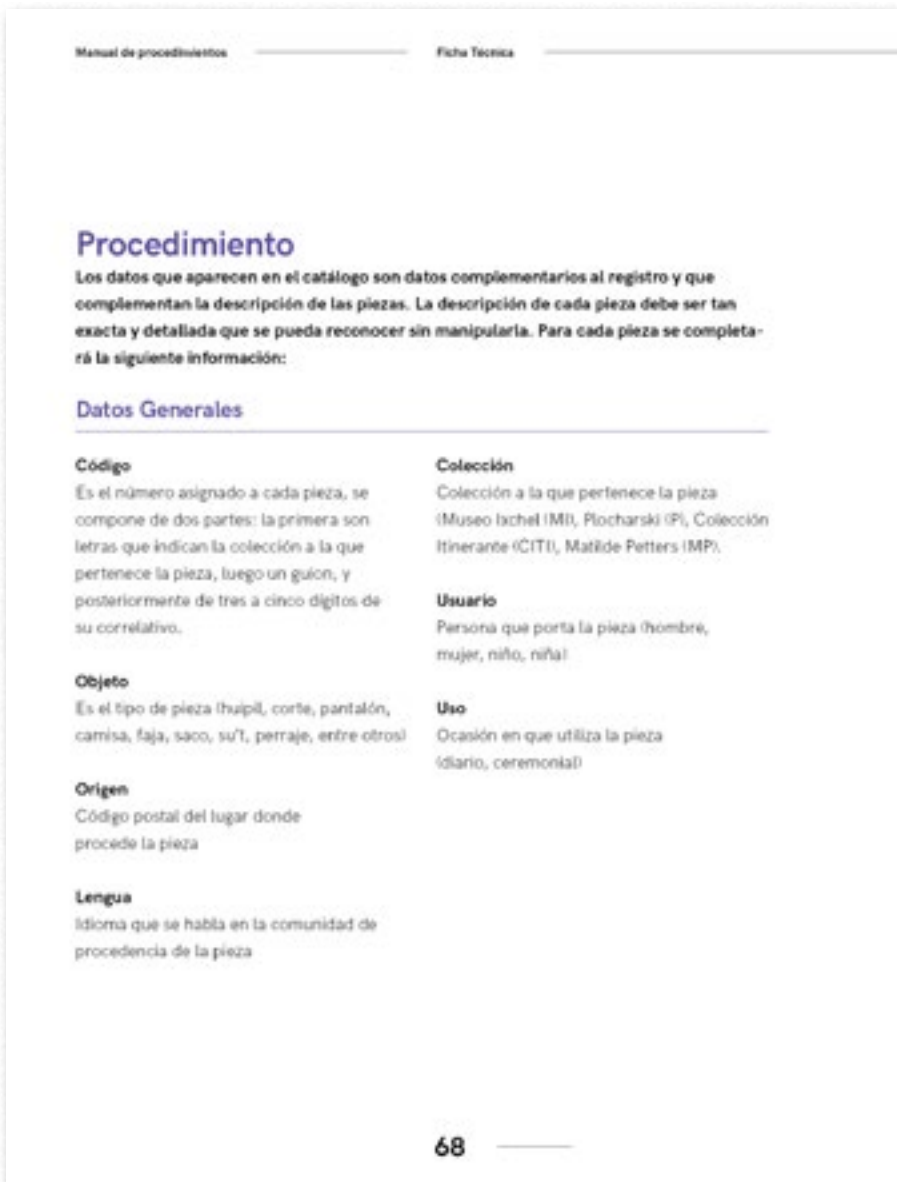 Manual de procedimientos
Ficha Técnica
Procedimiento
Los datos que aparecen en el catálogo son datos complementarios al registro y que
complementan la descripción de las piezas. La descripción de cada pieza debe ser tan
exacta y detallada que se pueda reconocer sin manipularla. Para cada pieza se completa-
rá la siguiente información:
Datos Generales
Código
Es el número asignado a cada pieza, se
compone de dos partes: la primera son
letras que indican la colección a la que
pertenece la pieza, luego un guion, y
posteriormente de tres a cinco dígitos de
su correlativo.
Objeto
Es el tipo de pieza (huipil, corte, pantalón,
camisa, faja, saco, su't, perraje, entre otros)
Origen
Código postal del lugar donde
procede la pieza
Lengua
Idioma que se habla en la comunidad de
procedencia de la pieza
Colección
Colección a la que pertenece la pieza
(Museo Ixchel (MI), Plocharski (P), Colección
Itinerante (CITI), Matilde Petters (MP).
Usuario
Persona que porta la pieza (hombre,
mujer, niño, niña)
Uso
Ocasión en que utiliza la pieza
(diario, ceremonial)
68